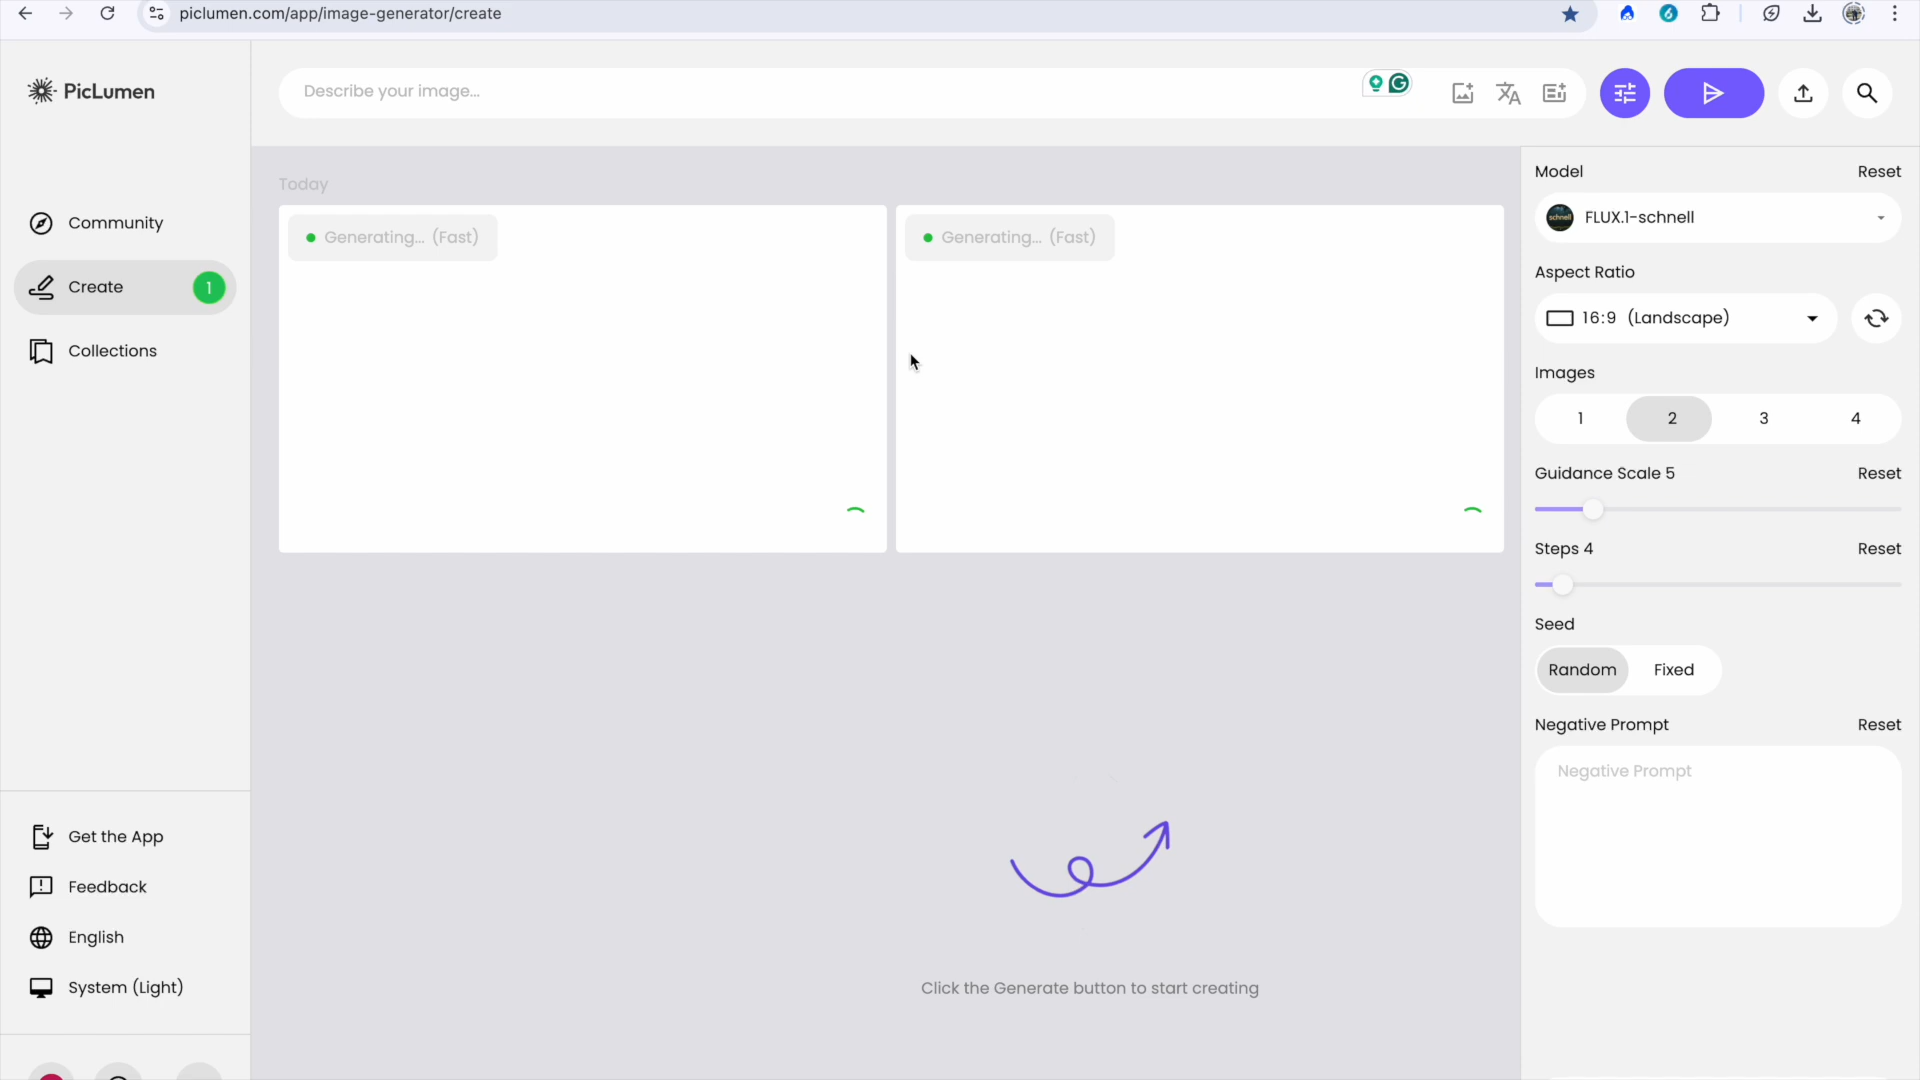 piclumen.com/app/image-generator/create
PicLumen
Describe your image...
Community
Create
1
Collections
Get the App
Feedback
English
System (Light)
Today
Generating... (Fast)
Generating... (Fast)
Click the Generate button to start creating
Model
Reset
schnell
FLUX.1-schnell
Aspect Ratio
16:9 (Landscape)
Images
1
2
3
4
Guidance Scale 5
Reset
Steps 4
Reset
Seed
Random
Fixed
Negative Prompt
Reset
Negative Prompt